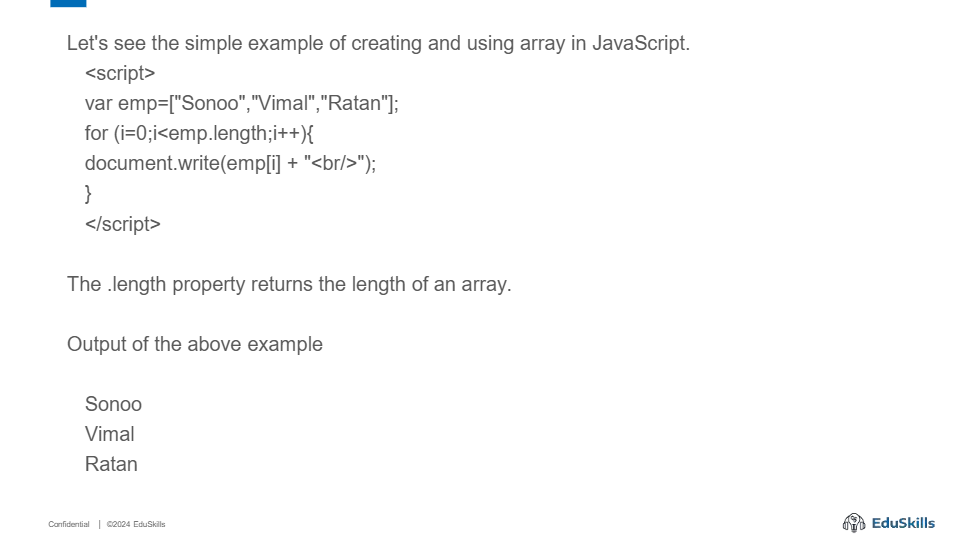 Let's see the simple example of creating and using array in JavaScript.
<script>
var emp=["Sonoo","Vimal","Ratan"];
for (i=0;i<emp.length;i++){
document.write(emp[i] + "<br/>");
}
</script>
The .length property returns the length of an array.
Output of the above example
Sonoo
Vimal
Ratan
Confidential | ©2024 EduSkills
EduSkills